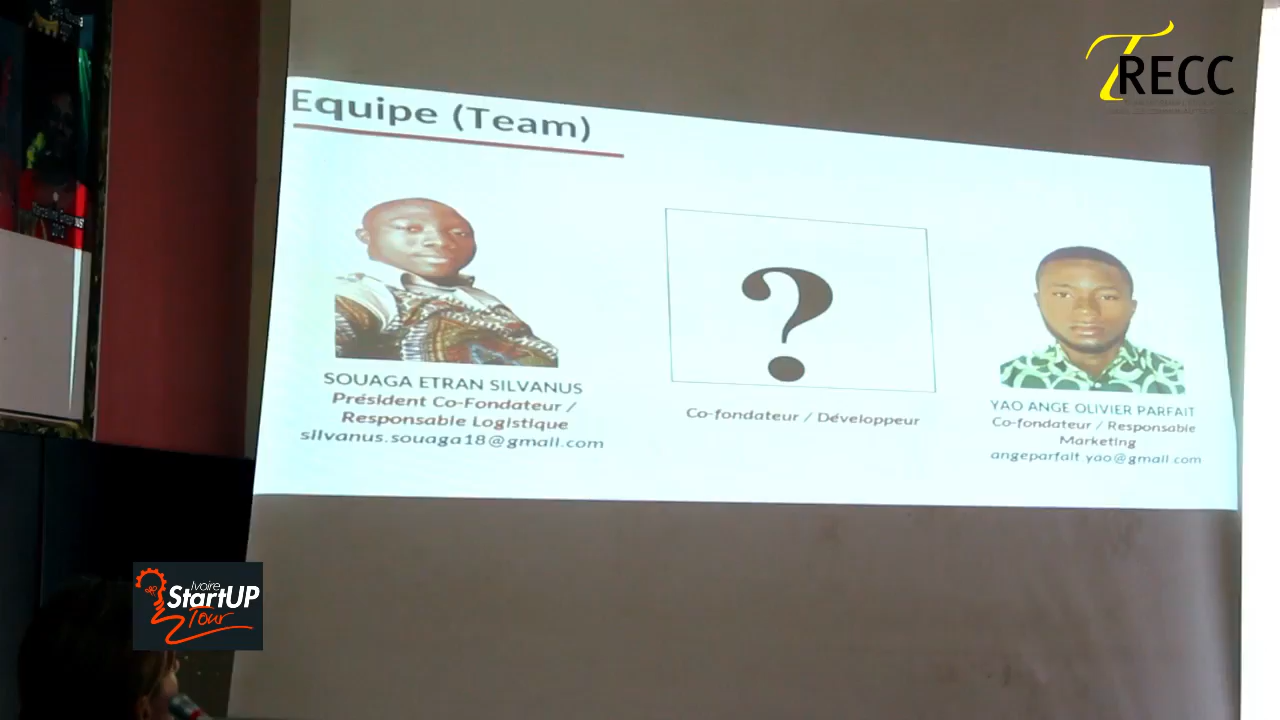 TRECC
Equipe (Team)
?
SOUAGA ETRAN SILVANUS
Président Co-Fondateur /
Responsable Logistique
silvanus.souaga18@gmail.com
Co-fondateur / Développeur
YAO ANGE OLIVIER PARFAIT
Co-fondateur / Responsable
Marketing
angeparfait yao@gmail com
Ivoire
StartUP
Tour